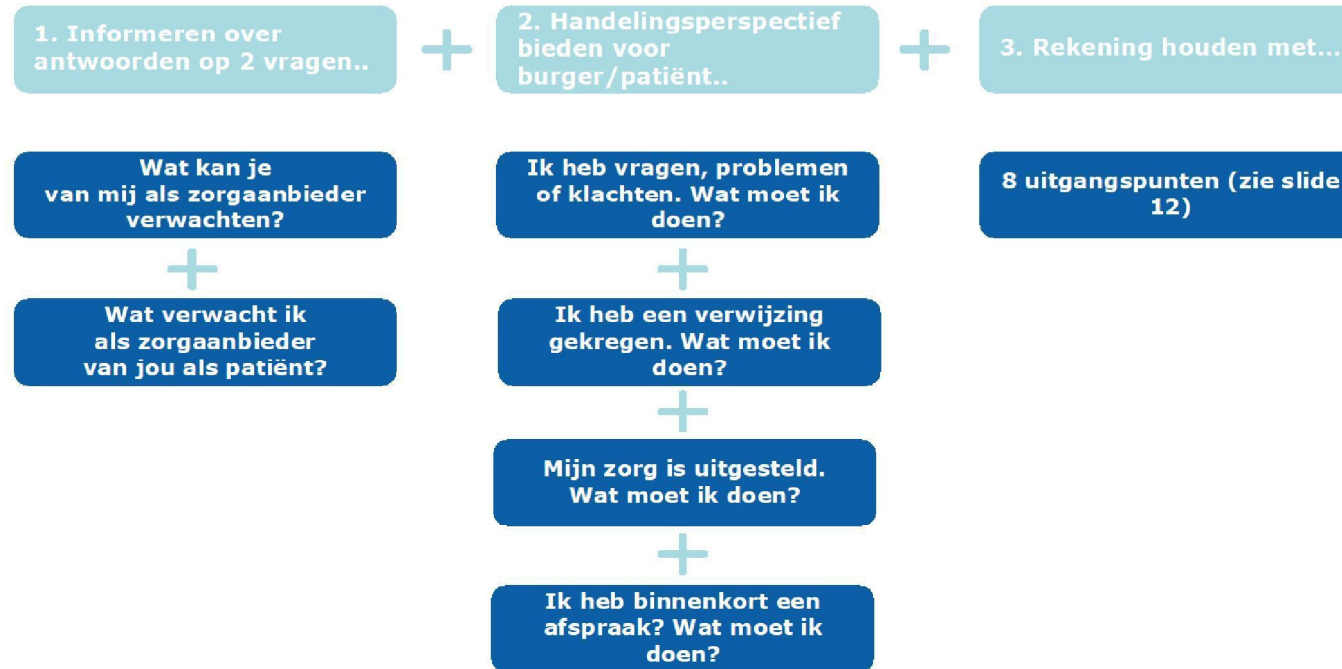 1. Informeren over
antwoorden op 2 vragen..
2. Handelingsperspectief
bieden voor
burger/patiënt..
3. Rekening houden met...
Wat kan je
van mij als zorgaanbieder
verwachten?
Wat verwacht ik
als zorgaanbieder
van jou als patiënt?
Ik heb vragen, problemen
of klachten. Wat moet ik
doen?
Ik heb een verwijzing
gekregen. Wat moet ik
doen?
Mijn zorg is uitgesteld.
Wat moet ik doen?
Ik heb binnenkort een
afspraak? Wat moet ik
doen?
8 uitgangspunten (zie slide
12)